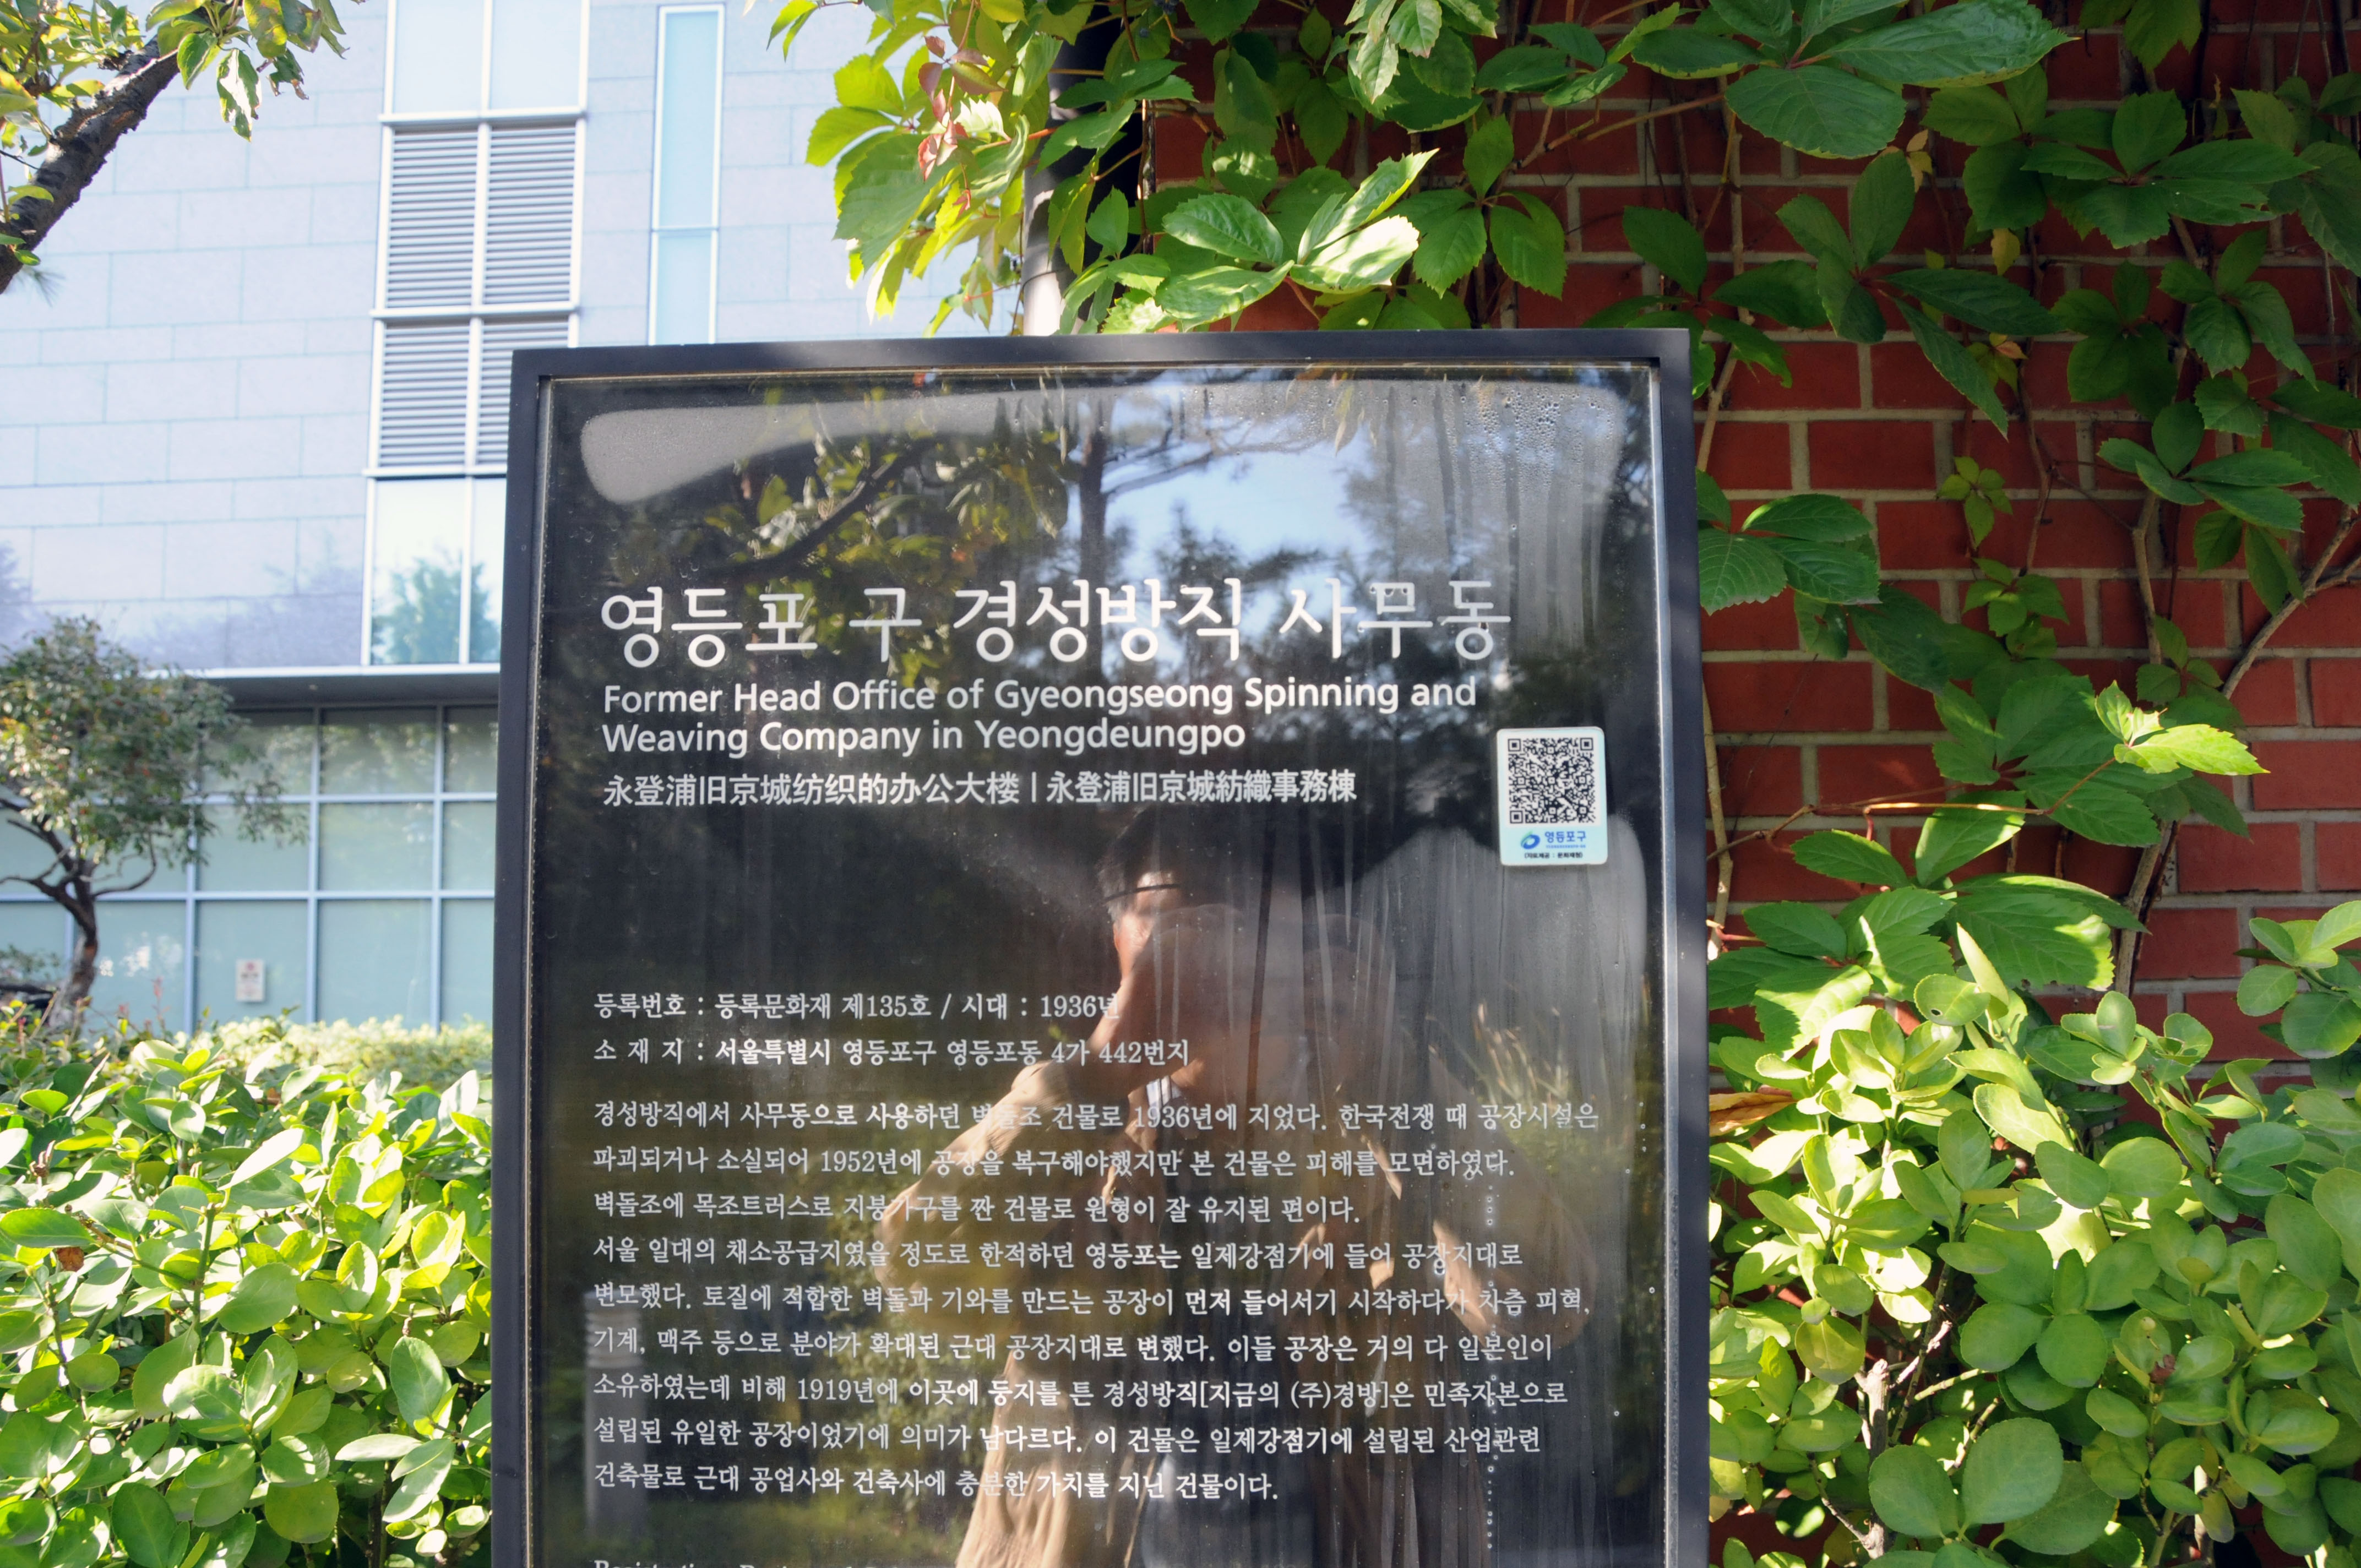 영등포 구 경성방직 사무동
Former Head Office of Gyeongseong Spinning and
Weaving Company in Yeongdeungpo
永登浦旧京城纺织的办公大楼 | 永登浦旧京城紡織事務棟
영등포구
(자료제공 : 문화재청)
등록번호 : 등록문화재 제135호 / 시대 : 1936년
소 재 지 : 서울특별시 영등포구 영등포동 4가 442번지
경성방직에서 사무동으로 사용하던 벽돌조 건물로 1936년에 지었다. 한국전쟁 때 공장시설은
파괴되거나 소실되어 1952년에 공장을 복구해야했지만 본 건물은 피해를 모면하였다.
벽돌조에 목조트러스로 지붕가구를 짠 건물로 원형이 잘 유지된 편이다.
서울 일대의 채소공급지였을 정도로 한적하던 영등포는 일제강점기에 들어 공장지대로
변모했다. 토질에 적합한 벽돌과 기와를 만드는 공장이 먼저 들어서기 시작하다가 차츰 피혁,
기계, 맥주 등으로 분야가 확대된 근대 공장지대로 변했다. 이들 공장은 거의 다 일본인이
소유하였는데 비해 1919년에 이곳에 둥지를 튼 경성방직[지금의 (주)경방]은 민족자본으로
설립된 유일한 공장이었기에 의미가 남다르다. 이 건물은 일제강점기에 설립된 산업관련
건축물로 근대 공업사와 건축사에 충분한 가치를 지닌 건물이다.